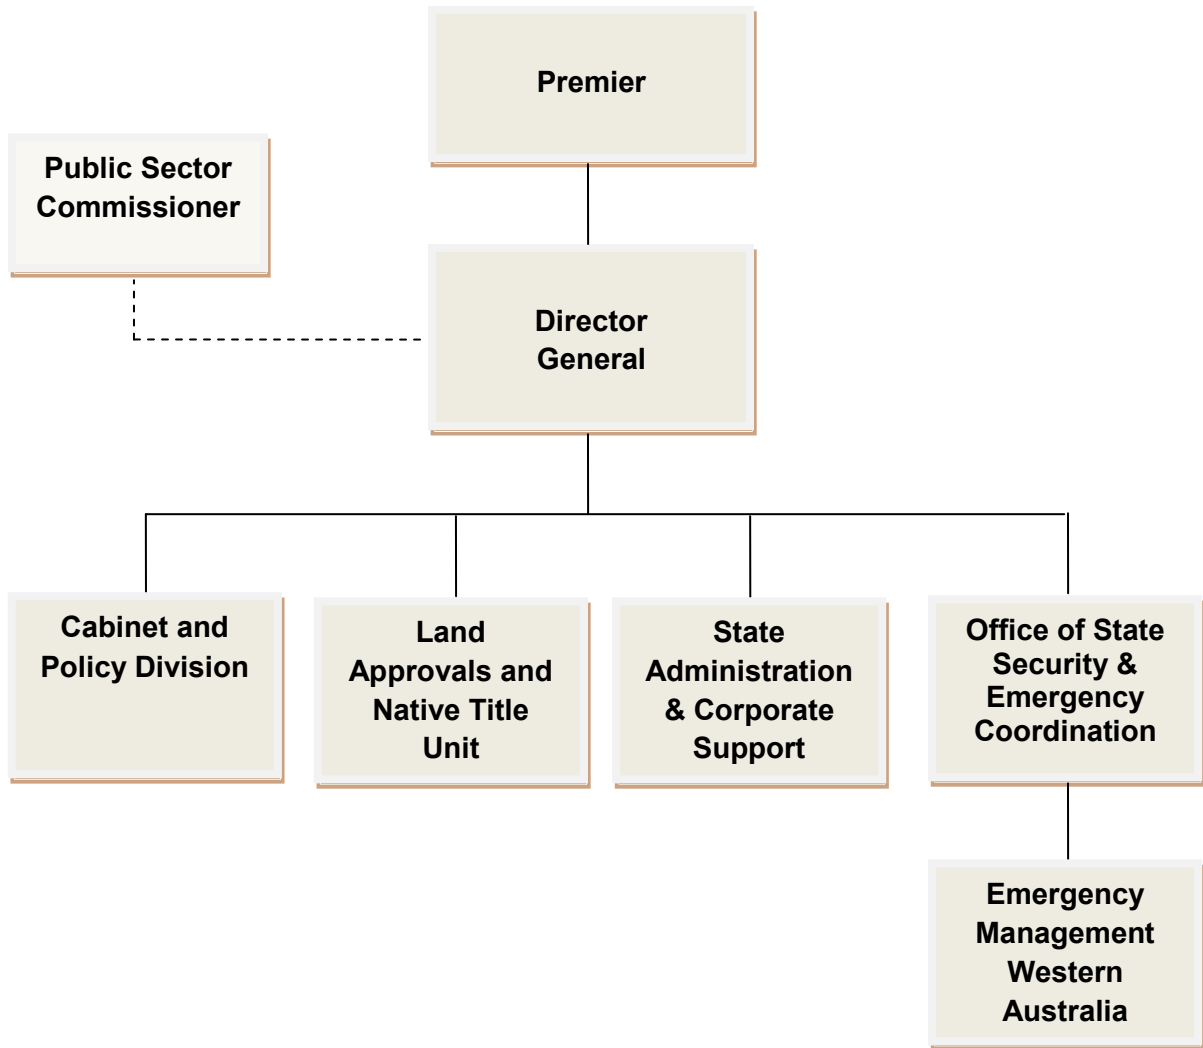 Premier
Public Sector
Commissioner
Director
General
Cabinet and
Policy Division
Land
Approvals and
Native Title
Unit
State
Administration
& Corporate
Support
Office of State
Security &
Emergency
Coordination
Emergency
Management
Western
Australia